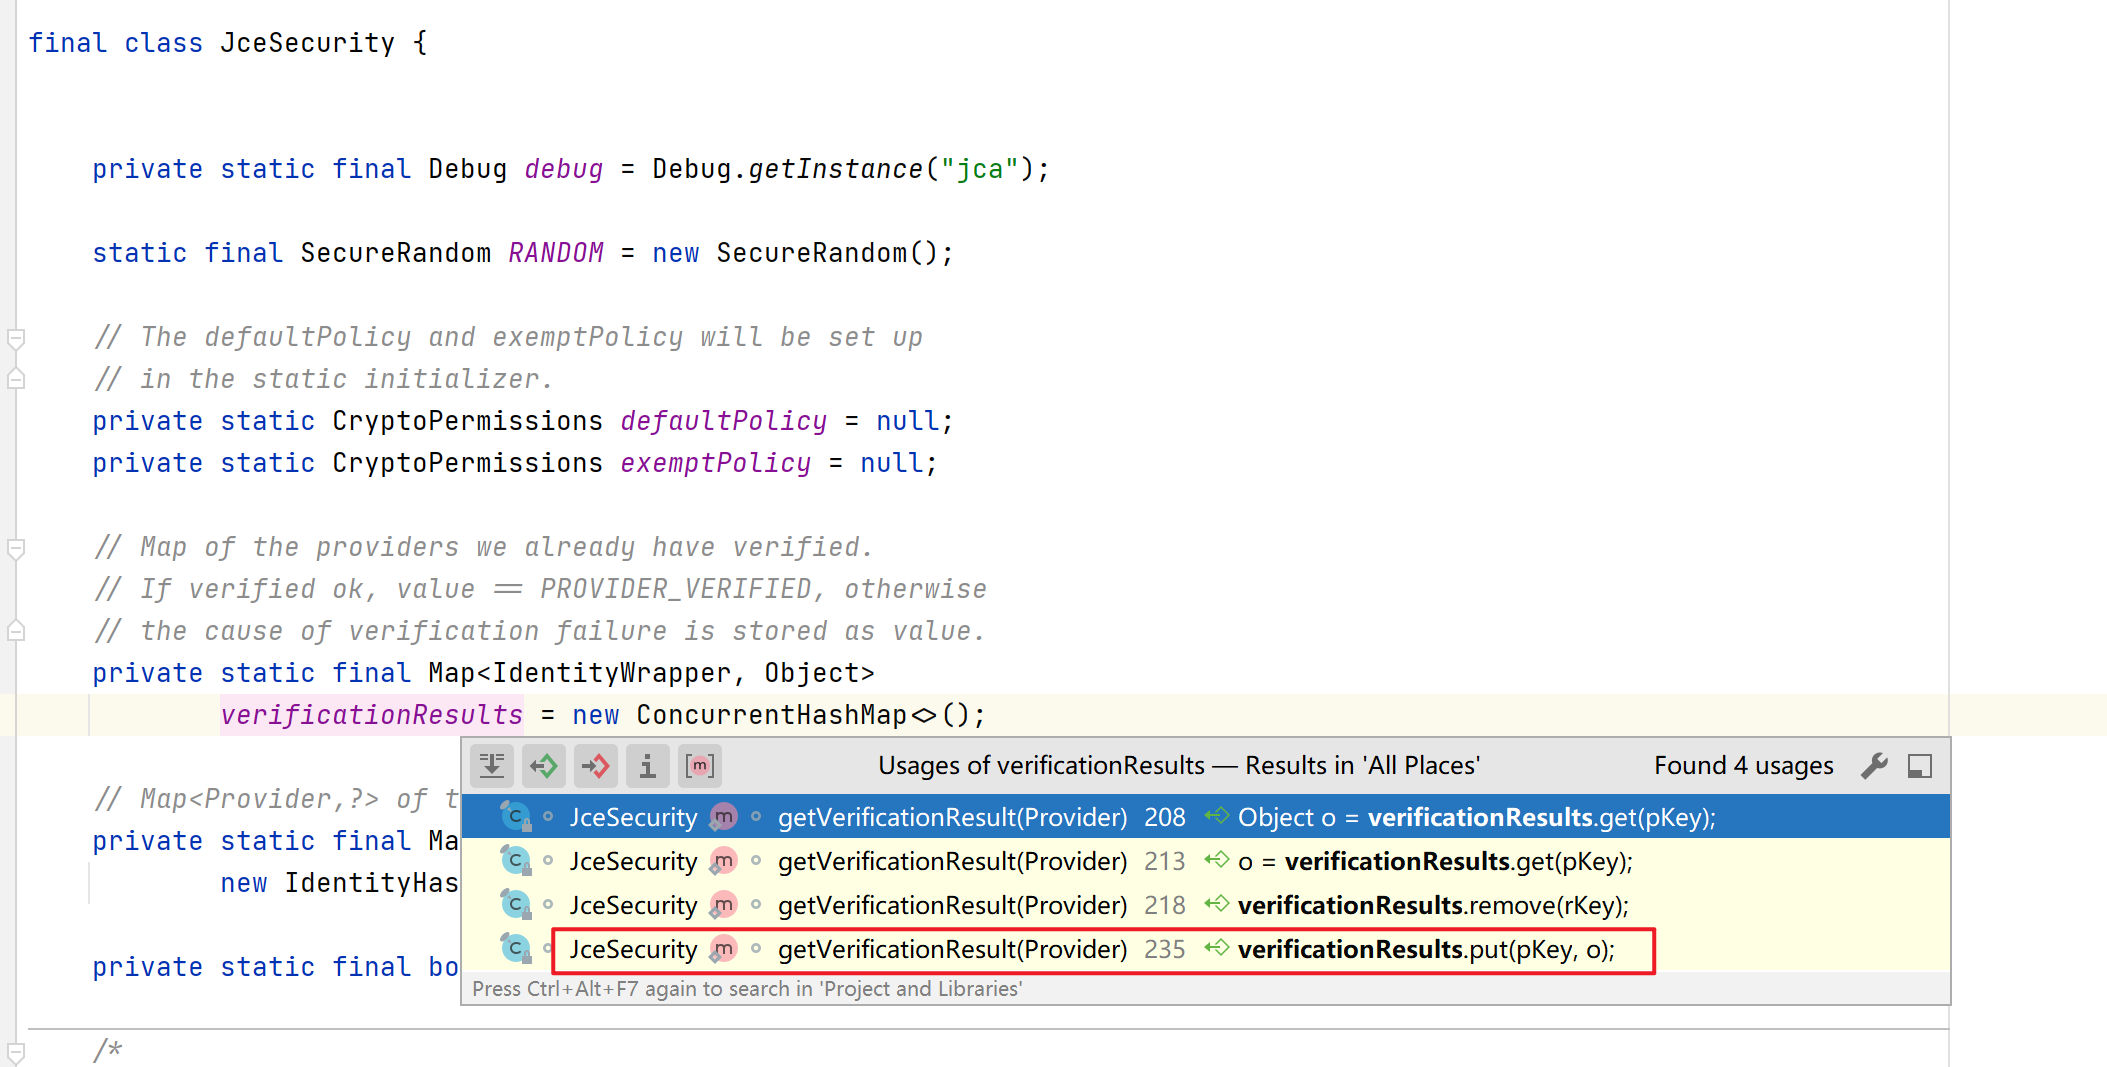 final class JceSecurity {
private static final Debug debug = Debug.getInstance("jca");
static final SecureRandom RANDOM = new SecureRandom();
// The defaultPolicy and exemptPolicy will be set up
// in the static initializer.
private static CryptoPermissions defaultPolicy = null;
private static CryptoPermissions exemptPolicy = null;
// Map of the providers we already have verified.
// If verified ok, value == PROVIDER_VERIFIED, otherwise
// the cause of verification failure is stored as value.
private static final Map<IdentityWrapper, Object>
verificationResults = new ConcurrentHashMap<>();
Usages of verificationResults — Results in 'All Places' Found 4 usages
// Map<Provider,?> of t
JceSecurity m getVerificationResult(Provider) 208 Object o = verificationResults.get(pKey);
private static final Ma
C JceSecurity m getVerificationResult(Provider) 213 o = verificationResults.get(pKey);
new IdentityHas
C JceSecurity m getVerificationResult(Provider) 218 verificationResults.remove(rKey);
C JceSecurity m getVerificationResult(Provider) 235 verificationResults.put(pKey, o);
private static final bo
Press Ctrl+Alt+F7 again to search in 'Project and Libraries'
/*